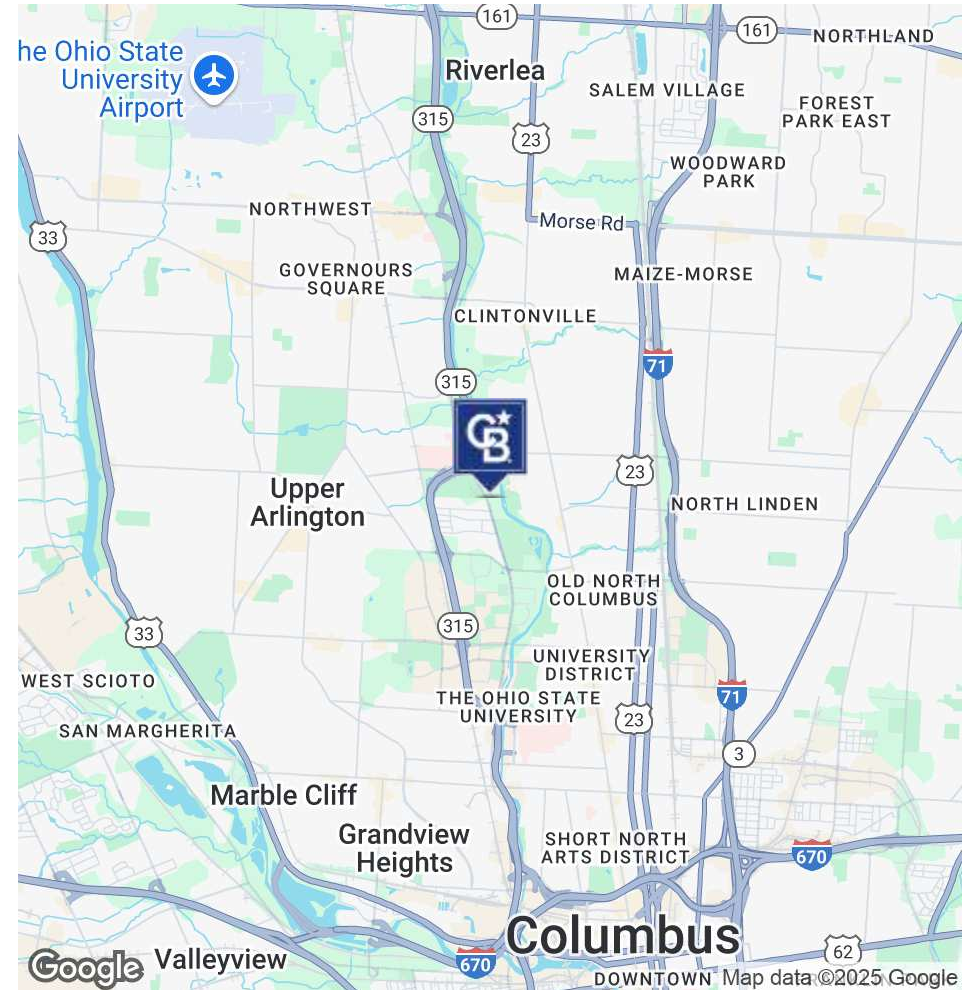 161
161
NORTHLAND
he Ohio State
University
Airport
Riverlea
SALEM VILLAGE
FOREST
PARK EAST
315
23
WOODWARD
PARK
NORTHWEST
Morse Rd
33
GOVERNOURS
SQUARE
MAIZE-MORSE
CLINTONVILLE
71
315
CB
23
Upper
Arlington
NORTH LINDEN
OLD NORTH
COLUMBUS
315
33
UNIVERSITY
DISTRICT
WEST SCIOTO
THE OHIO STATE
UNIVERSITY
71
23
SAN MARGHERITA
3
Marble Cliff
Grandview
Heights
SHORT NORTH
ARTS DISTRICT
670
Columbus
62
Valleyview
670
Google
DOWNTOWN
Map data ©2025 Google